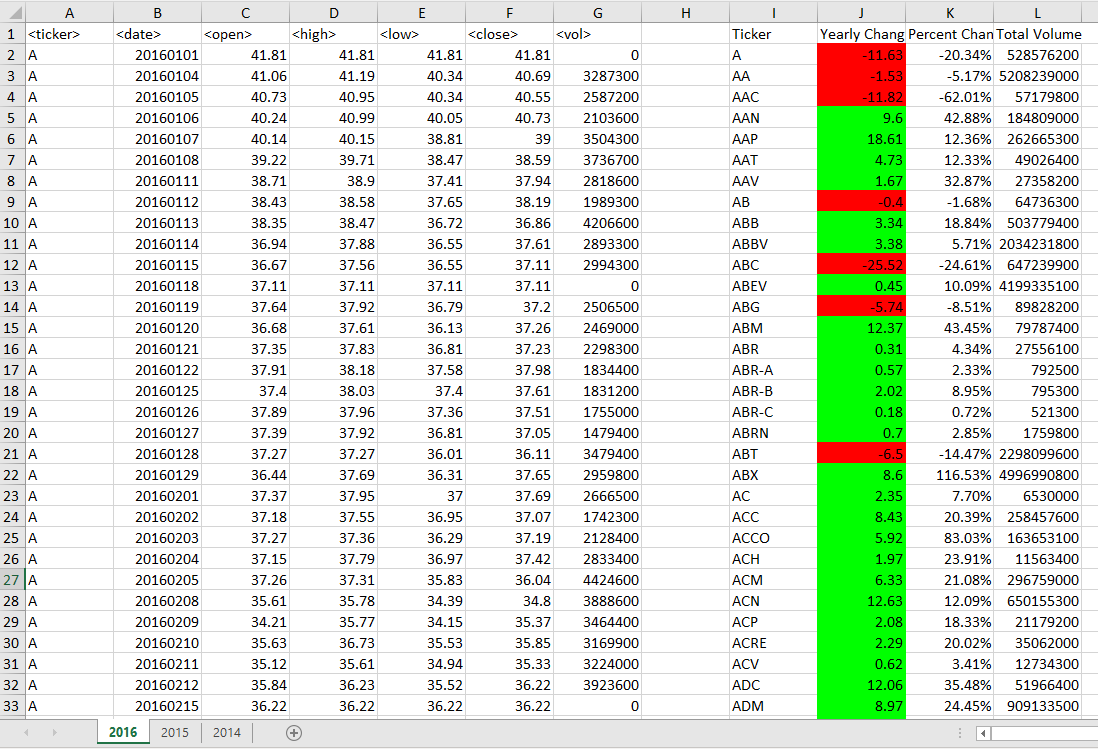 A B C D E F G H I J K L
1 <ticker> <date> <open> <high> <low> <close> <vol> Ticker Yearly Chang Percent Chan Total Volume
2 A 20160101 41.81 41.81 41.81 41.81 0 A -11.63 -20.34% 528576200
3 A 20160104 41.06 41.19 40.34 40.69 3287300 AA -1.53 -5.17% 5208239000
4 A 20160105 40.73 40.95 40.34 40.55 2587200 AAC -11.82 -62.01% 57179800
5 A 20160106 40.24 40.99 40.05 40.73 2103600 AAN 9.6 42.88% 184809000
6 A 20160107 40.14 40.15 38.81 39 3504300 AAP 18.61 12.36% 262665300
7 A 20160108 39.22 39.71 38.47 38.59 3736700 AAT 4.73 12.33% 49026400
8 A 20160111 38.71 38.9 37.41 37.94 2818600 AAV 1.67 32.87% 27358200
9 A 20160112 38.43 38.58 37.65 38.19 1989300 AB -0.4 -1.68% 64736300
10 A 20160113 38.35 38.47 36.72 36.86 4206600 ABB 3.34 18.84% 503779400
11 A 20160114 36.94 37.88 36.55 37.61 2893300 ABBV 3.38 5.71% 2034231800
12 A 20160115 36.67 37.56 36.55 37.11 2994300 ABC -25.52 -24.61% 647239900
13 A 20160118 37.11 37.11 37.11 37.11 0 ABEV 0.45 10.09% 4199335100
14 A 20160119 37.64 37.92 36.79 37.2 2506500 ABG -5.74 -8.51% 89828200
15 A 20160120 36.68 37.61 36.13 37.26 2469000 ABM 12.37 43.45% 79787400
16 A 20160121 37.35 37.83 36.81 37.23 2298300 ABR 0.31 4.34% 27556100
17 A 20160122 37.91 38.18 37.58 37.98 1834400 ABR-A 0.57 2.33% 792500
18 A 20160125 37.4 38.03 37.4 37.61 1831200 ABR-B 2.02 8.95% 795300
19 A 20160126 37.89 37.96 37.36 37.51 1755000 ABR-C 0.18 0.72% 521300
20 A 20160127 37.39 37.92 36.81 37.05 1479400 ABRN 0.7 2.85% 1759800
21 A 20160128 37.27 37.27 36.01 36.11 3479400 ABT -6.5 -14.47% 2298099600
22 A 20160129 36.44 37.69 36.31 37.65 2959800 ABX 8.6 116.53% 4996990800
23 A 20160201 37.37 37.95 37 37.69 2666500 AC 2.35 7.70% 6530000
24 A 20160202 37.18 37.55 36.95 37.07 1742300 ACC 8.43 20.39% 258457600
25 A 20160203 37.27 37.36 36.29 37.19 2128400 ACCO 5.92 83.03% 163653100
26 A 20160204 37.15 37.79 36.97 37.42 2833400 ACH 1.97 23.91% 11563400
27 A 20160205 37.26 37.31 35.83 36.04 4424600 ACM 6.33 21.08% 296759000
28 A 20160208 35.61 35.78 34.39 34.8 3888600 ACN 12.63 12.09% 650155300
29 A 20160209 34.21 35.77 34.15 35.37 3464400 ACP 2.08 18.33% 21179200
30 A 20160210 35.63 36.73 35.53 35.85 3169900 ACRE 2.29 20.02% 35062000
31 A 20160211 35.12 35.61 34.94 35.33 3224000 ACV 0.62 3.41% 12734300
32 A 20160212 35.84 36.23 35.52 36.22 3923600 ADC 12.06 35.48% 51966400
33 A 20160215 36.22 36.22 36.22 36.22 0 ADM 8.97 24.45% 909133500
2016 2015 2014